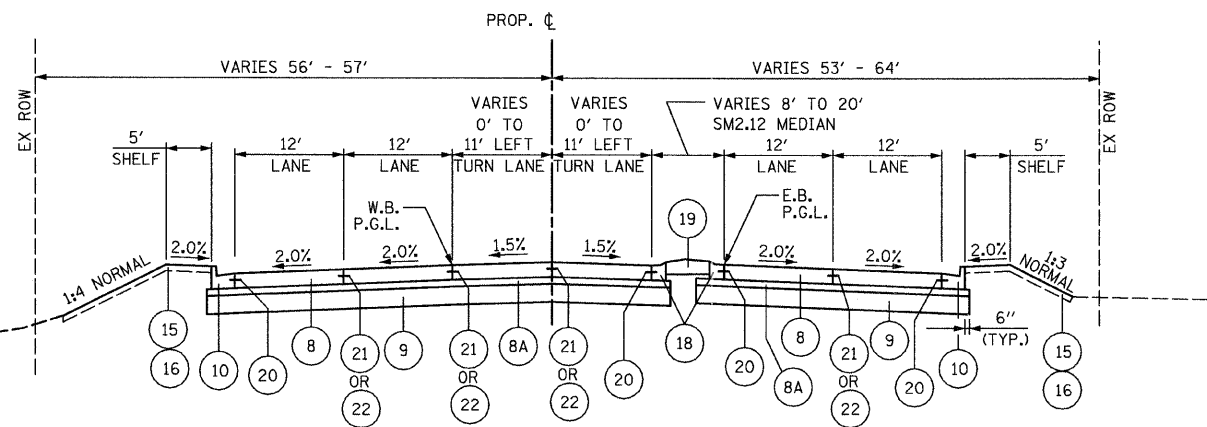 PROP. ℄
VARIES 56' - 57'
VARIES 53' - 64'
EX ROW
EX ROW
VARIES
0' TO
11' LEFT
TURN LANE
VARIES
0' TO
11' LEFT
TURN LANE
VARIES 8' TO 20'
SM2.12 MEDIAN
5'
SHELF
12'
LANE
12'
LANE
12'
LANE
12'
LANE
5'
SHELF
W.B.
P.G.L.
19
E.B.
P.G.L.
1:4 NORMAL
2.0%
2.0%
2.0%
1.5%
1.5%
2.0%
2.0%
2.0%
1:3
NORMAL
6"
(TYP.)
15
16
10
20
8
21
OR
22
9
21
OR
22
8A
21
OR
22
20
18
20
8A
8
21
OR
22
9
20
10
15
16